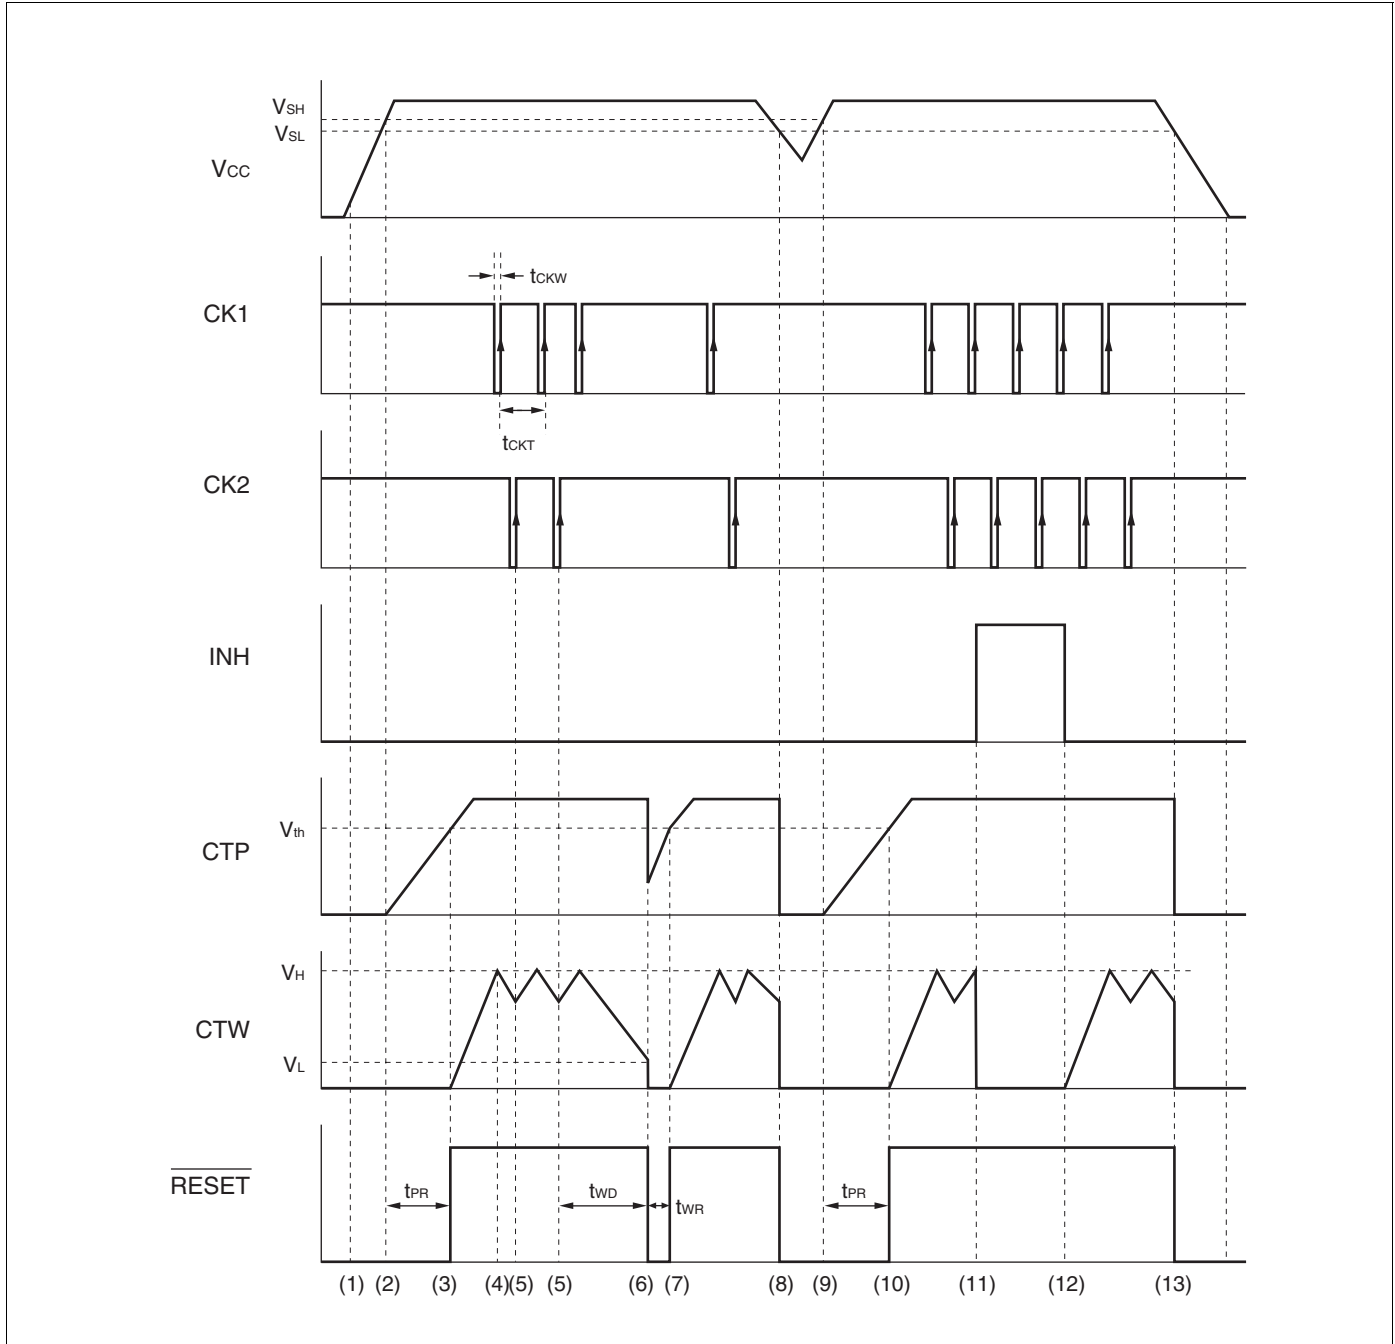 VSH
VSL
VCC
tCKW
CK1
tCKT
CK2
INH
Vth
CTP
VH
CTW
VL
RESET
tPR
tWD
tWR
tPR
(1) (2) (3) (4)(5) (5) (6) (7) (8) (9) (10) (11) (12) (13)